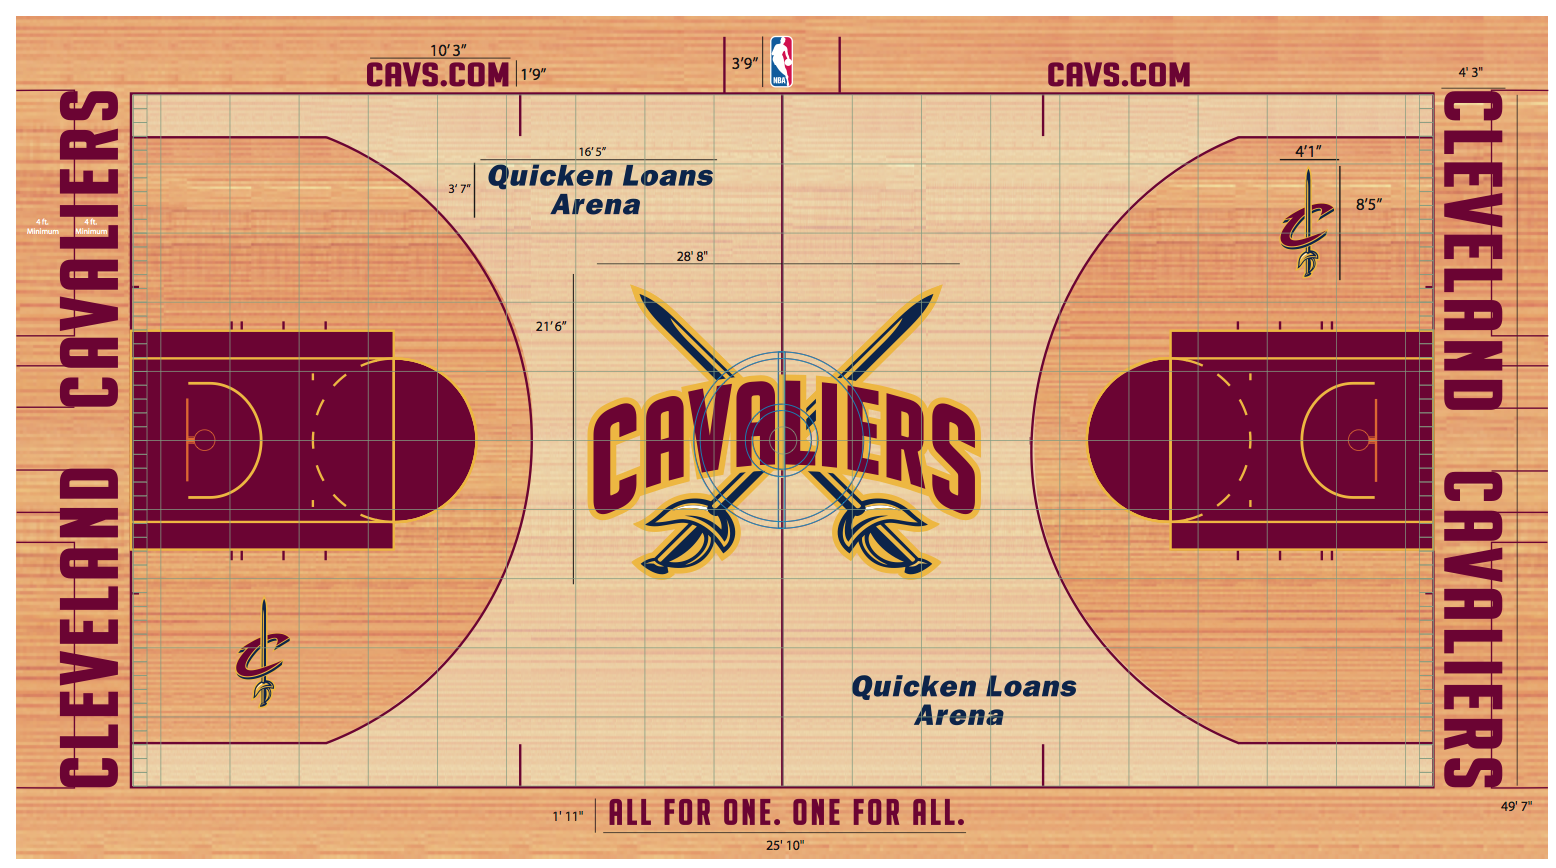 10' 3"
CAVS.COM
1'9"
3'9"
NBA
CAVS.COM
4' 3"
CAVALIERS
CLEVELAND
16' 5"
3' 7"
Quicken Loans
Arena
4'1"
8'5"
4 ft.
Minimum
4 ft.
Minimum
28' 8"
21' 6"
CAVALIERS
C
C
Quicken Loans
Arena
CLEVELAND
CAVALIERS
1' 11"
ALL FOR ONE. ONE FOR ALL.
25' 10"
49' 7"